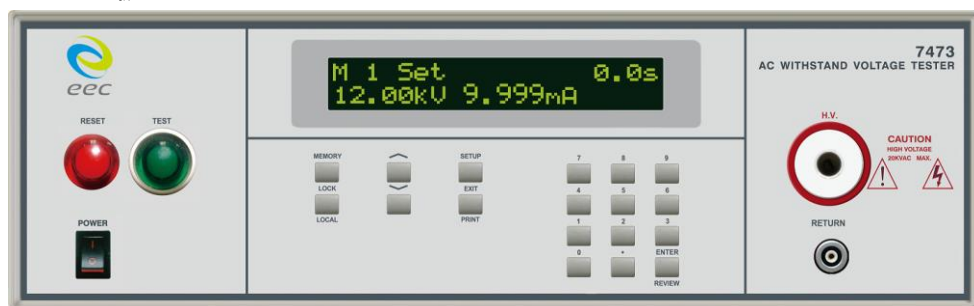 eec
RESET TEST
POWER
M 1 Set 0.0s
12.00kV 9.999mA
MEMORY SETUP
LOCK EXIT
LOCAL PRINT
7 8 9
4 5 6
1 2 3
0 • ENTER
REVIEW
7473
AC WITHSTAND VOLTAGE TESTER
H.V.
CAUTION
HIGH VOLTAGE
20KVAC MAX.
RETURN